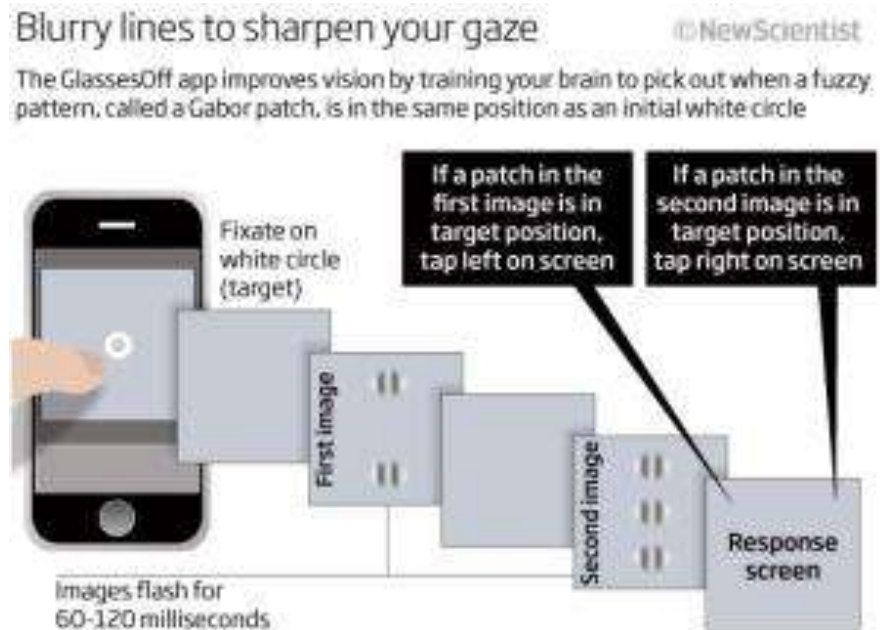 Blurry lines to sharpen your gaze
©NewScientist
The GlassesOff app improves vision by training your brain to pick out when a fuzzy
pattern, called a Gabor patch, is in the same position as an initial white circle
If a patch in the
first image is in
target position,
tap left on screen
If a patch in the
second image is in
target position,
tap right on screen
Fixate on
white circle
(target)
First image
Second image
Response
screen
Images flash for
60-120 milliseconds